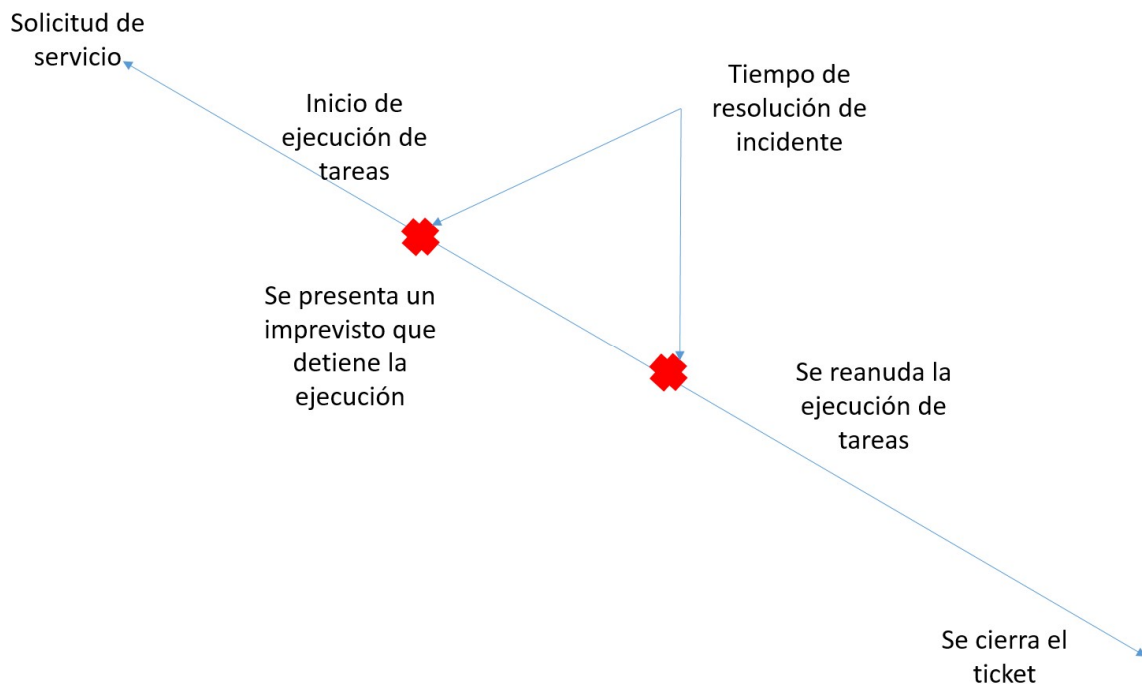 Solicitud de
servicio
Inicio de
ejecución de
tareas
Tiempo de
resolución de
incidente
Se presenta un
imprevisto que
detiene la
ejecución
Se reanuda la
ejecución de
tareas
Se cierra el
ticket